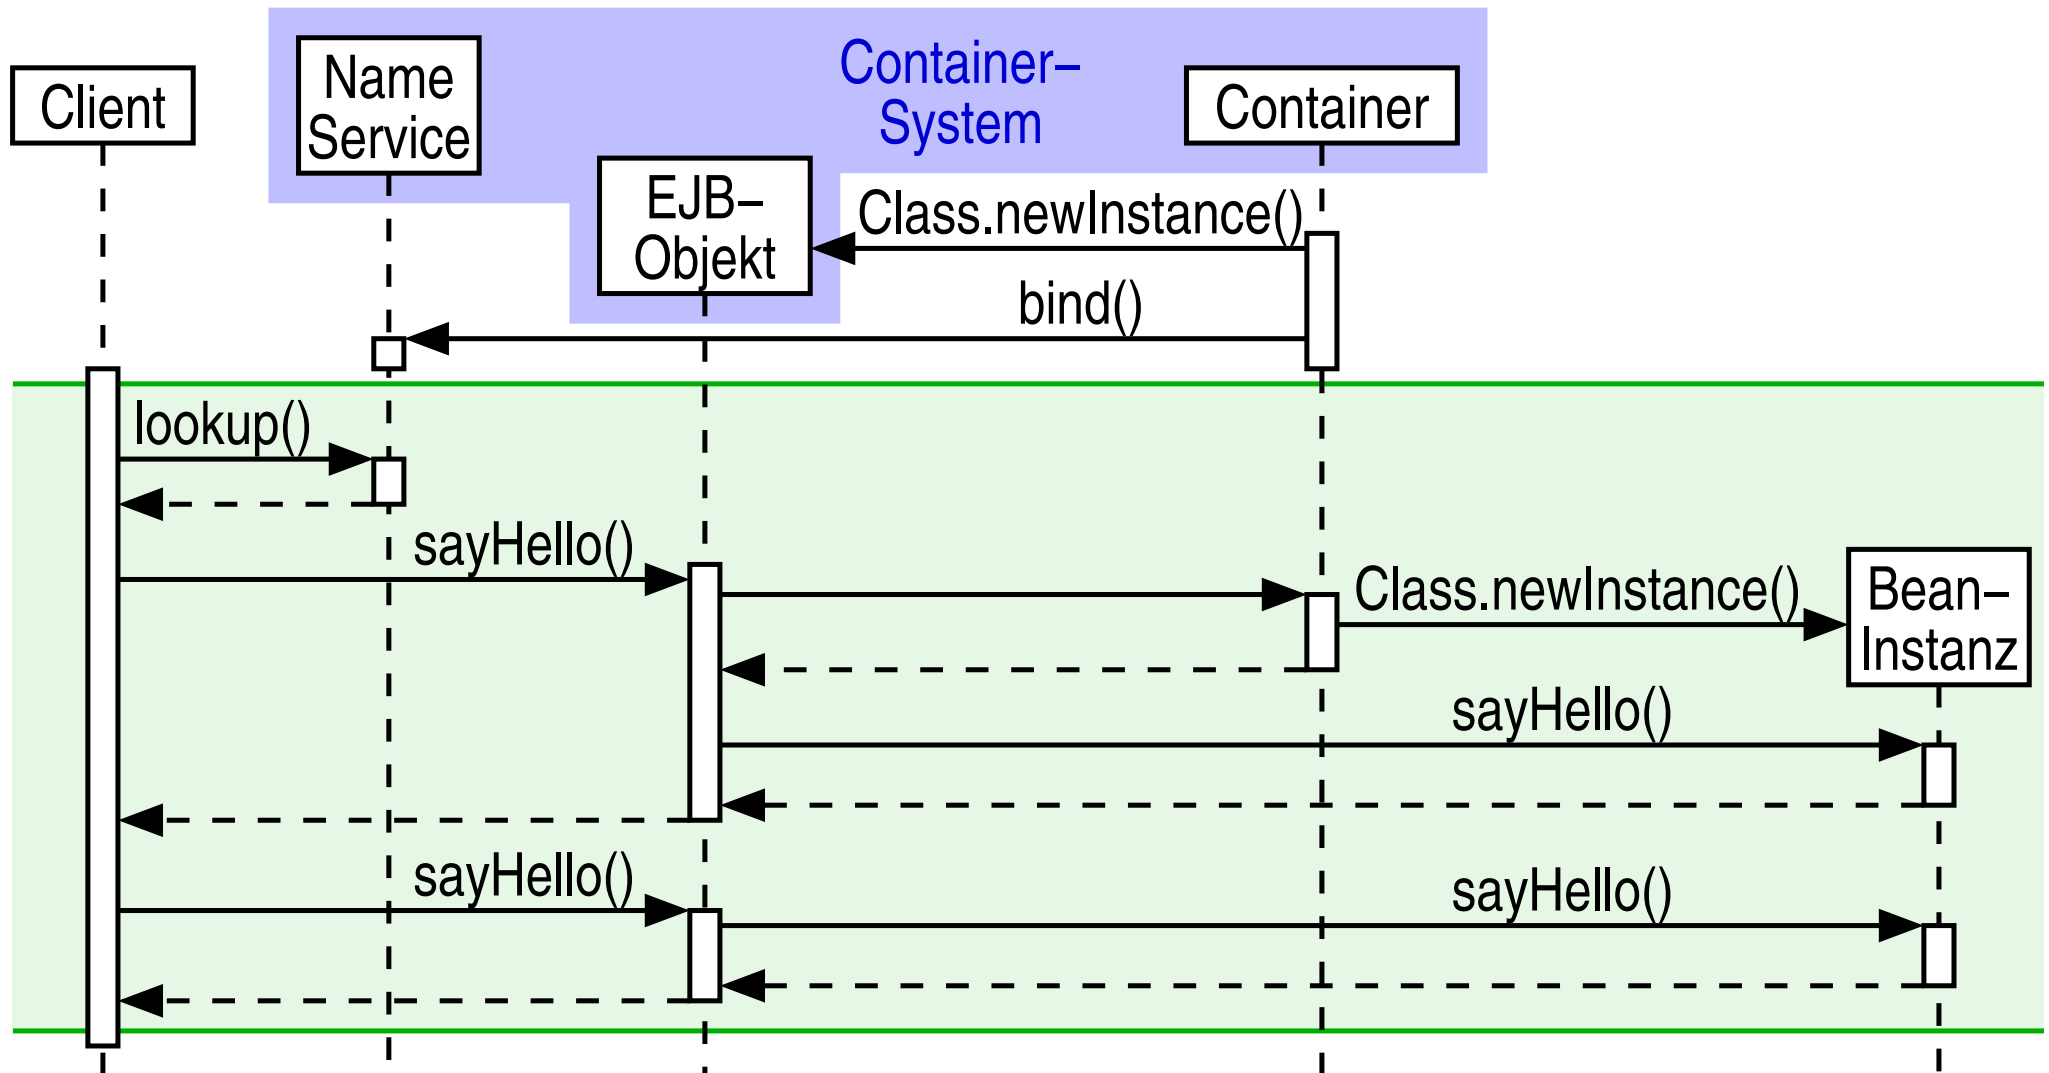 Client
Name
Service
Container–
System
Container
EJB–
Objekt
Class.newInstance()
bind()
lookup()
sayHello()
Class.newInstance()
Bean–
Instanz
sayHello()
sayHello()
sayHello()